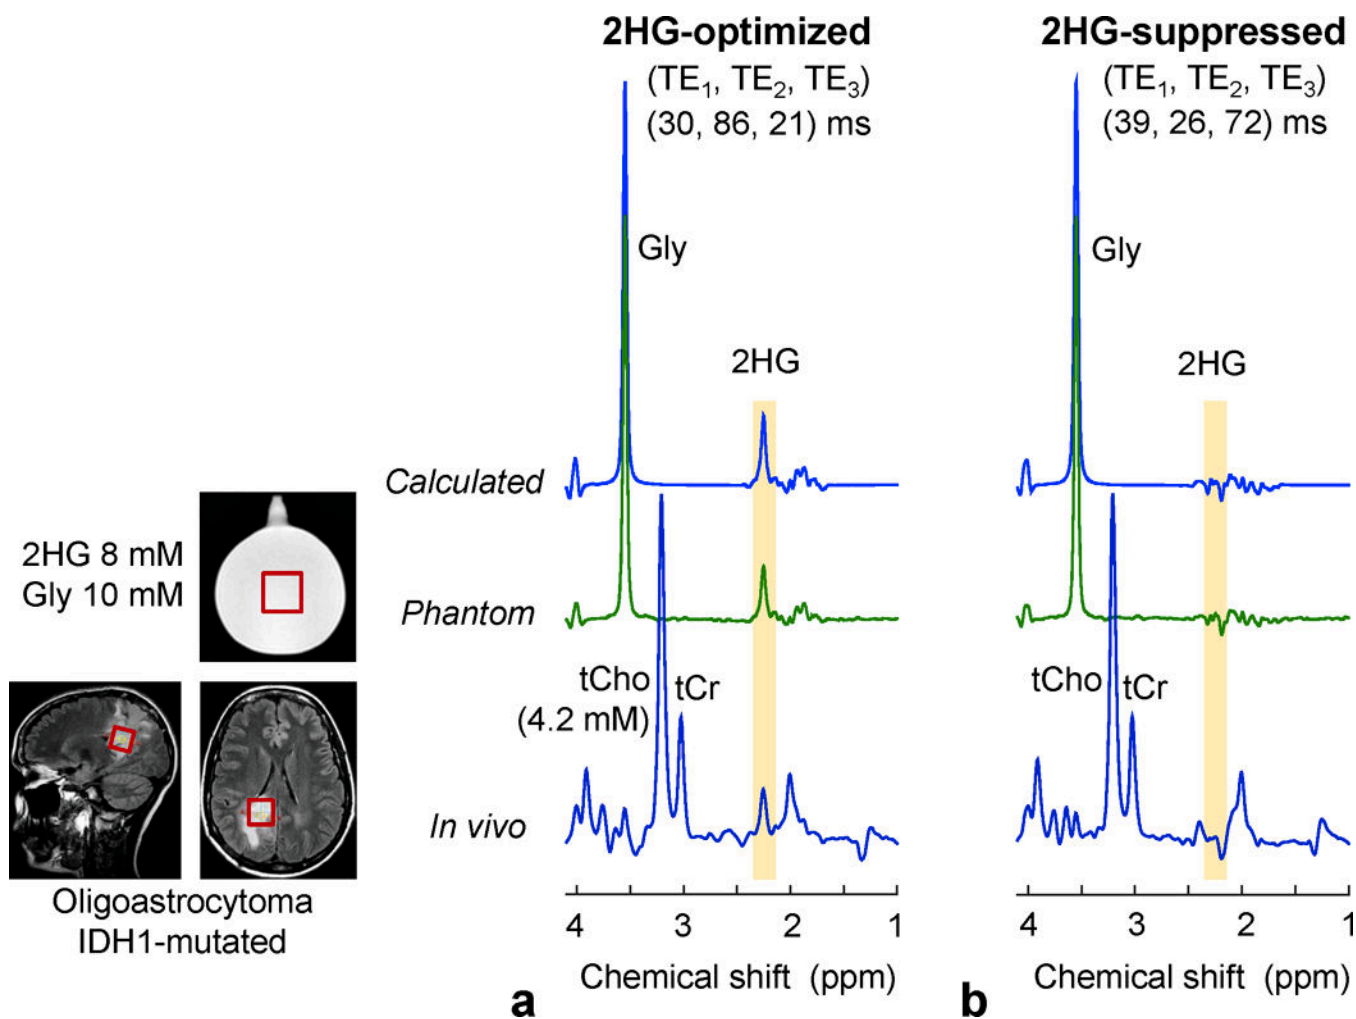 2HG-optimized
(TE₁, TE₂, TE₃)
(30, 86, 21) ms
2HG-suppressed
(TE₁, TE₂, TE₃)
(39, 26, 72) ms
Gly
2HG
Gly
2HG
Calculated
2HG 8 mM
Gly 10 mM
Phantom
tCho
(4.2 mM)
tCr
tCho
tCr
In vivo
Oligoastrocytoma
IDH1-mutated
4 3 2 1
Chemical shift (ppm)
a
4 3 2 1
Chemical shift (ppm)
b